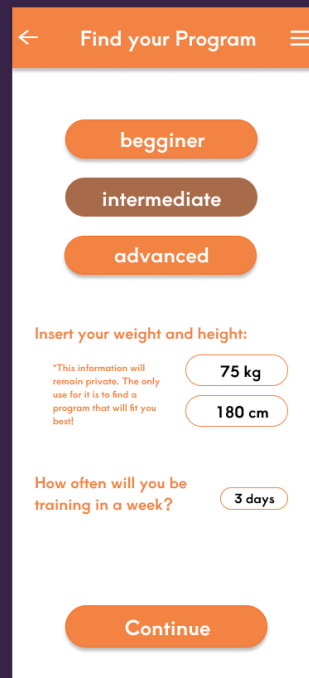 Find your Program
begginer
intermediate
advanced
Insert your weight and height:
*This information will
remain private. The only
use for it is to find a
program that will fit you
best!
75 kg
180 cm
How often will you be
training in a week?
3 days
Continue